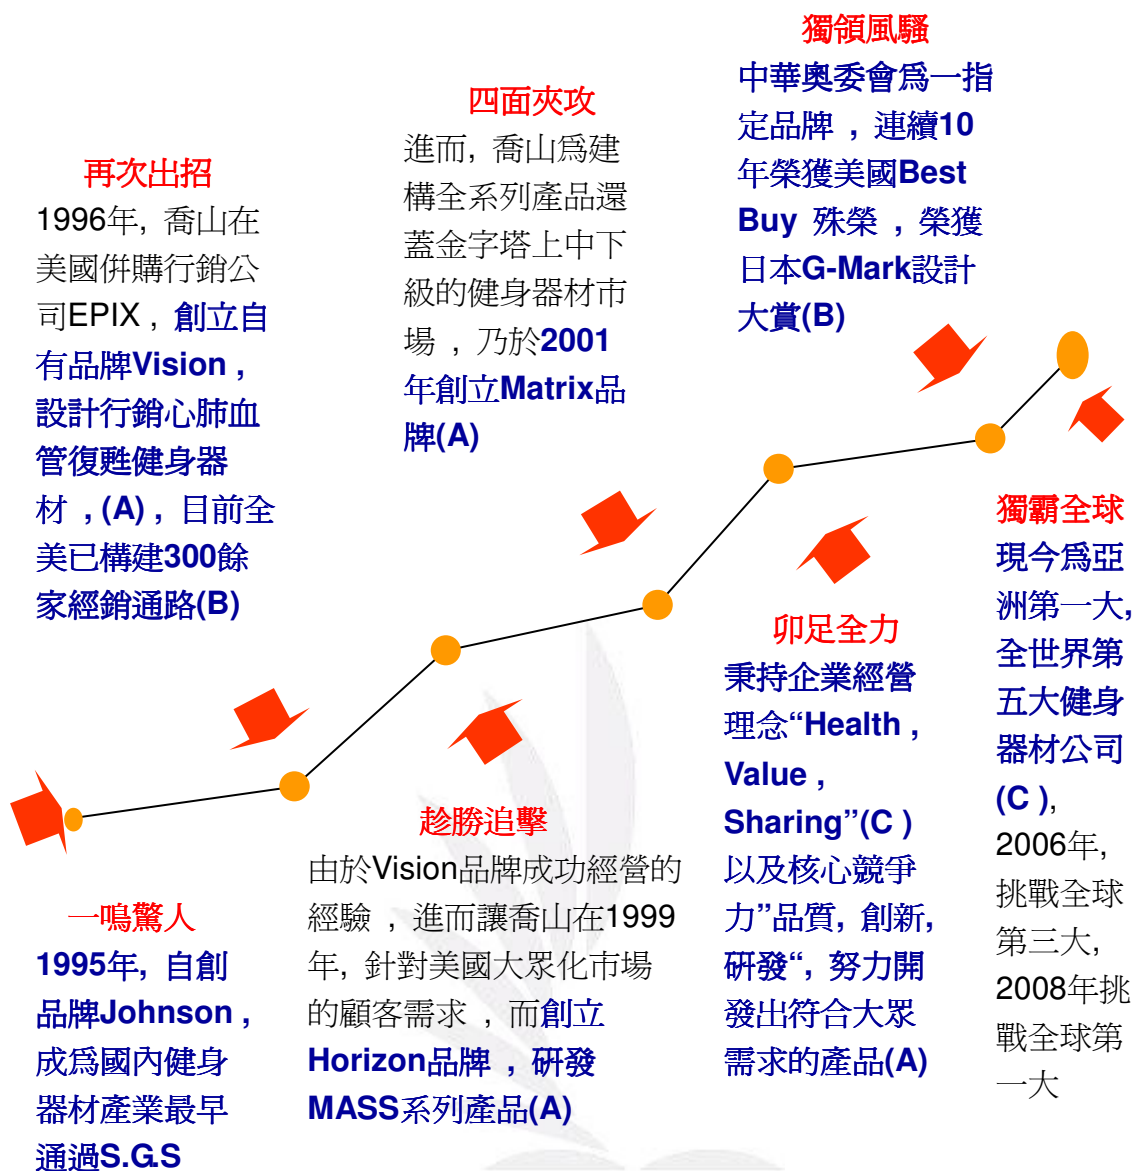 一鳴驚人
1995年, 自創
品牌Johnson ,
成爲國內健身
器材產業最早
通過S.G.S
再次出招
1996年, 喬山在
美國併購行銷公
司EPIX , 創立自
有品牌Vision ,
設計行銷心肺血
管復甦健身器
材 , (A) , 目前全
美已構建300餘
家經銷通路(B)
趁勝追擊
由於Vision品牌成功經營的
經驗 , 進而讓喬山在1999
年, 針對美國大眾化市場
的顧客需求 , 而創立
Horizon品牌 , 研發
MASS系列產品(A)
四面夾攻
進而, 喬山爲建
構全系列產品還
蓋金字塔上中下
級的健身器材市
場 , 乃於2001
年創立Matrix品
牌(A)
卯足全力
秉持企業經營
理念“Health ,
Value ,
Sharing”(C )
以及核心競爭
力”品質, 創新,
研發“, 努力開
發出符合大眾
需求的產品(A)
獨領風騷
中華奧委會爲一指
定品牌 , 連續10
年榮獲美國Best
Buy 殊榮 , 榮獲
日本G-Mark設計
大賞(B)
獨霸全球
現今爲亞
洲第一大,
全世界第
五大健身
器材公司
(C ),
2006年,
挑戰全球
第三大,
2008年挑
戰全球第
一大